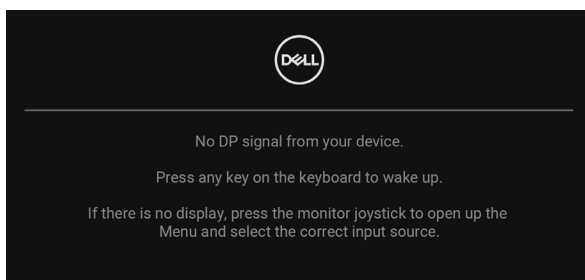 DELL
No DP signal from your device.
Press any key on the keyboard to wake up.
If there is no display, press the monitor joystick to open up the
Menu and select the correct input source.